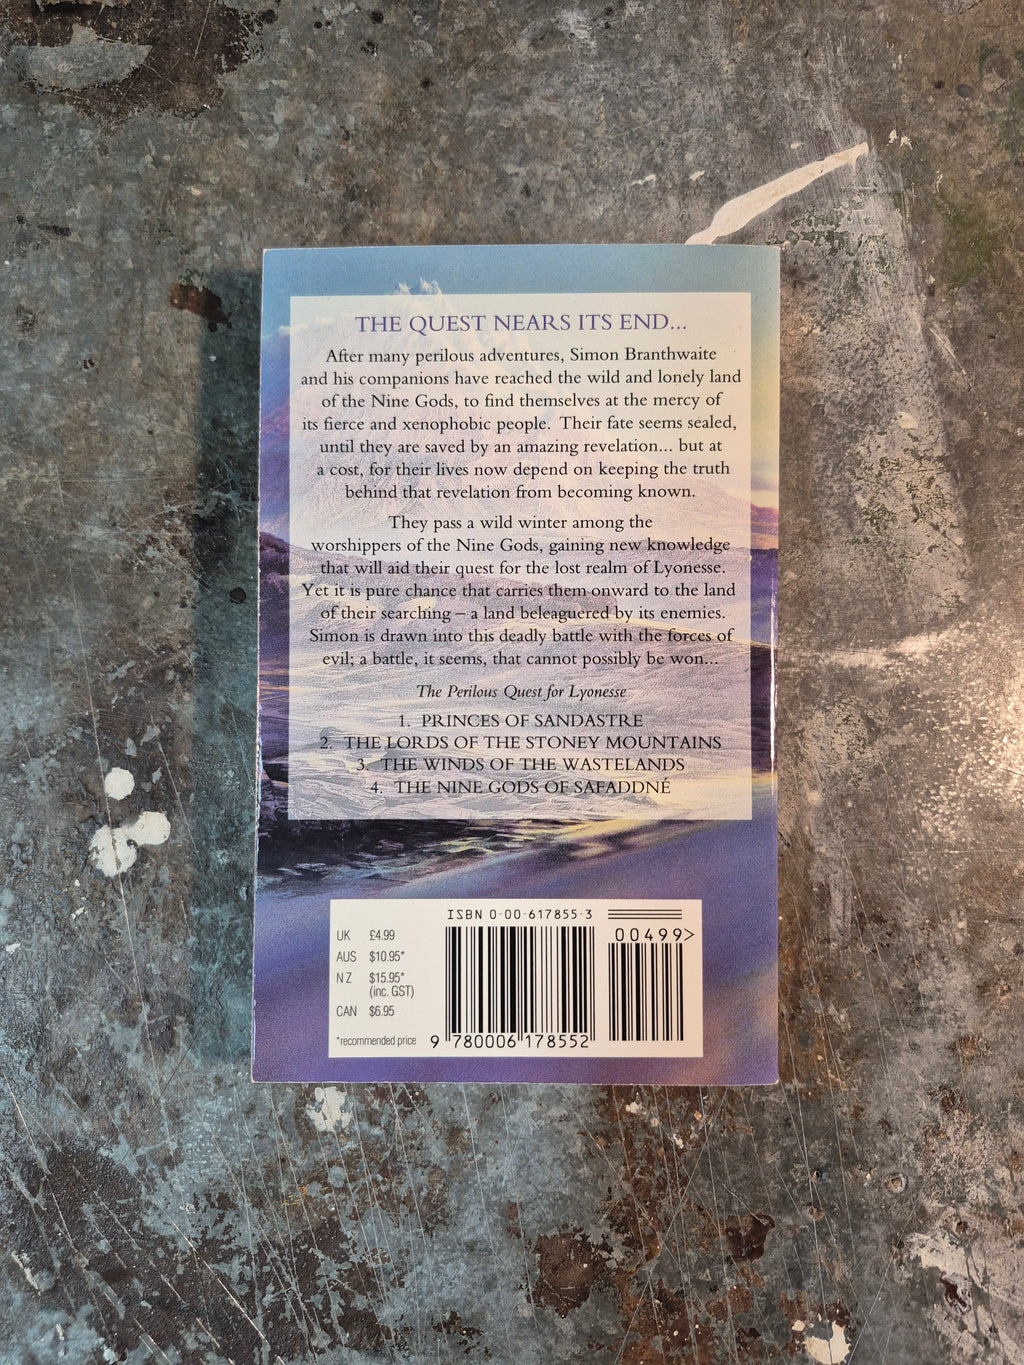 THE QUEST NEARS ITS END...
After many perilous adventures, Simon Branthwaite
and his companions have reached the wild and lonely land
of the Nine Gods, to find themselves at the mercy of
its fierce and xenophobic people. Their fate seems sealed,
until they are saved by an amazing revelation... but at
a cost, for their lives now depend on keeping the truth
behind that revelation from becoming known.
They pass a wild winter among the
worshippers of the Nine Gods, gaining new knowledge
that will aid their quest for the lost realm of Lyonesse.
Yet it is pure chance that carries them onward to the land
of their searching – a land beleaguered by its enemies.
Simon is drawn into this deadly battle with the forces of
evil; a battle, it seems, that cannot possibly be won...
The Perilous Quest for Lyonesse
1. PRINCES OF SANDASTRE
2. THE LORDS OF THE STONEY MOUNTAINS
3. THE WINDS OF THE WASTELANDS
4. THE NINE GODS OF SAFADDNÉ
ISBN 0-00-617855-3
00499>
UK £4.99
AUS $10.95*
NZ $15.95*
(inc. GST)
CAN $6.95
*recommended price
9 780006 178552